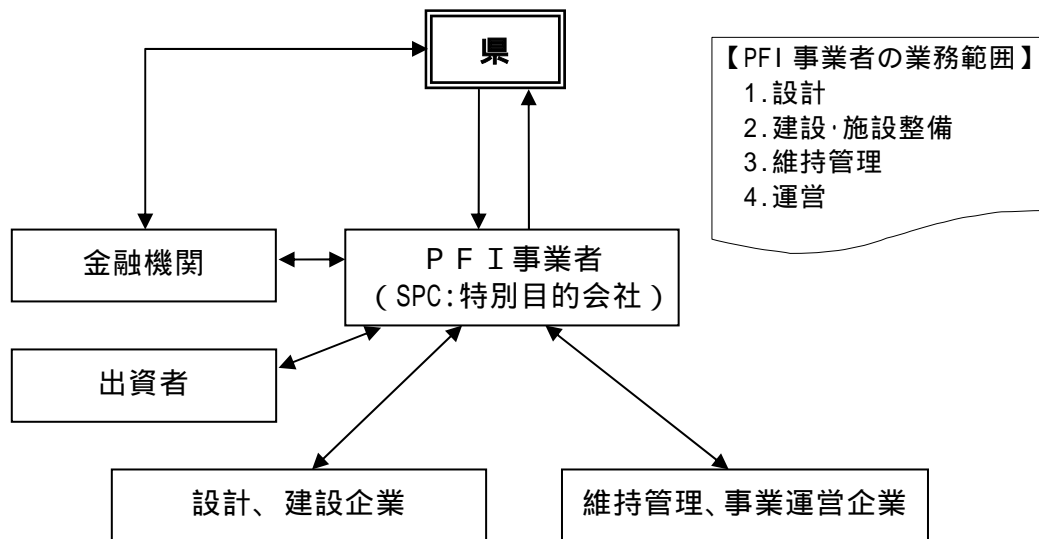 県
【PFI事業者の業務範囲】
1.設計
2.建設・施設整備
3.維持管理
4.運営
金融機関
ＰＦＩ事業者
（SPC:特別目的会社）
出資者
設計、建設企業
維持管理、事業運営企業